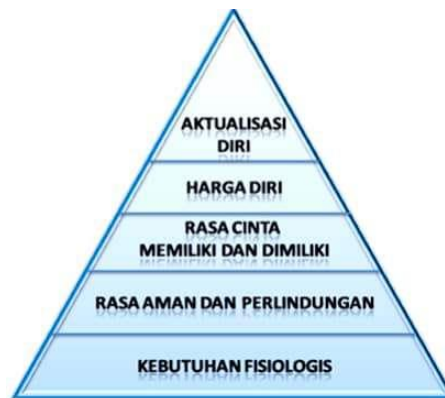 AKTUALISASI
DIRI
HARGA DIRI
RASA CINTA
MEMILIKI DAN DIMILIKI
RASA AMAN DAN PERLINDUNGAN
KEBUTUHAN FISIOLOGIS